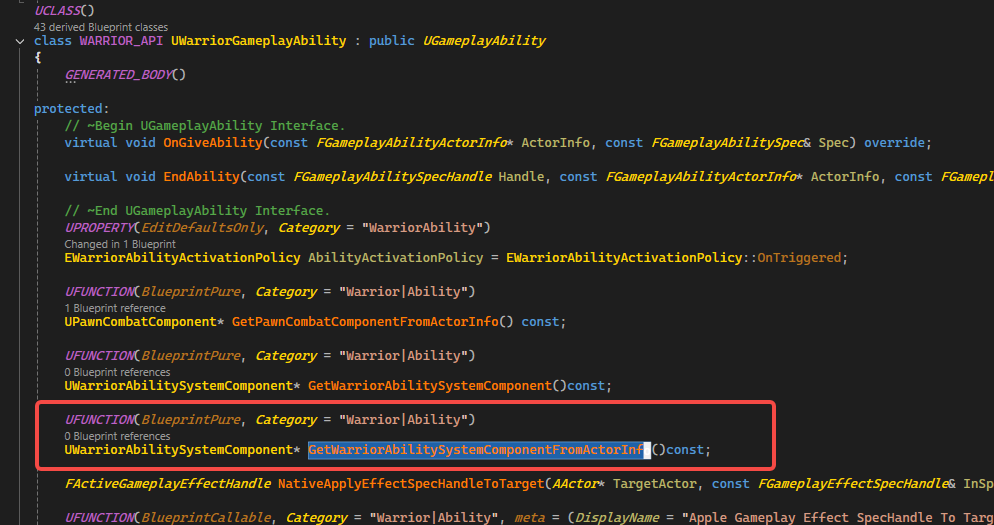 UCLASS()
43 derived Blueprint classes
class WARRIOR_API UWarriorGameplayAbility : public UGameplayAbility
{
GENERATED_BODY()
protected:
// ~Begin UGameplayAbility Interface.
virtual void OnGiveAbility(const FGameplayAbilityActorInfo* ActorInfo, const FGameplayAbilitySpec& Spec) override;
virtual void EndAbility(const FGameplayAbilitySpecHandle Handle, const FGameplayAbilityActorInfo* ActorInfo, const FGamepl
// ~End UGameplayAbility Interface.
UPROPERTY(EditDefaultsOnly, Category = "WarriorAbility")
Changed in 1 Blueprint
EWarriorAbilityActivationPolicy AbilityActivationPolicy = EWarriorAbilityActivationPolicy::OnTriggered;
UFUNCTION(BlueprintPure, Category = "Warrior|Ability")
1 Blueprint reference
UPawnCombatComponent* GetPawnCombatComponentFromActorInfo() const;
UFUNCTION(BlueprintPure, Category = "Warrior|Ability")
0 Blueprint references
UWarriorAbilitySystemComponent* GetWarriorAbilitySystemComponent()const;
UFUNCTION(BlueprintPure, Category = "Warrior|Ability")
0 Blueprint references
UWarriorAbilitySystemComponent* GetWarriorAbilitySystemComponentFromActorInf ()const;
FActiveGameplayEffectHandle NativeApplyEffectSpecHandleToTarget(AActor* TargetActor, const FGameplayEffectSpecHandle& InSp
UFUNCTION(BlueprintCallable, Category = "Warrior|Ability", meta = (DisplayName = "Apple Gameplay Effect SpecHandle To Targ